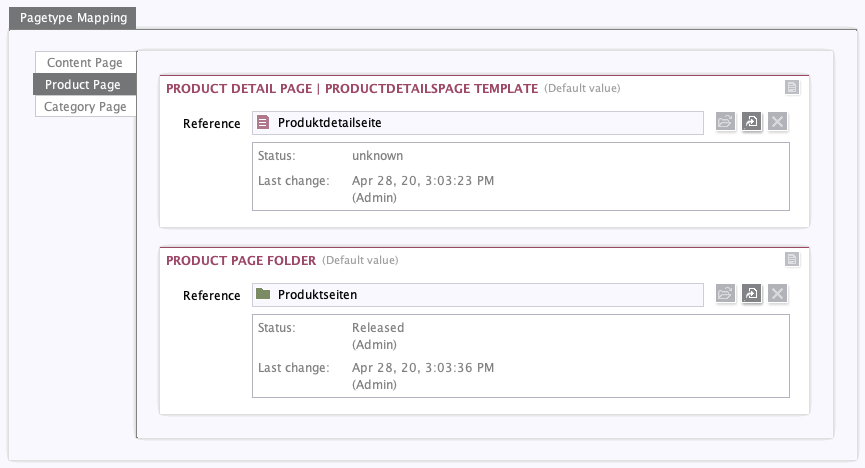 Pagetype Mapping
Content Page
Product Page
Category Page
PRODUCT DETAIL PAGE | PRODUCTDETAILSPAGE TEMPLATE (Default value)
Reference Produktdetailseite
Status: unknown
Last change: Apr 28, 20, 3:03:23 PM
(Admin)
PRODUCT PAGE FOLDER (Default value)
Reference Produktseiten
Status: Released
(Admin)
Last change: Apr 28, 20, 3:03:36 PM
(Admin)